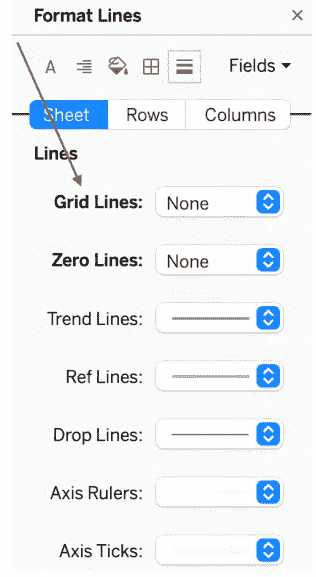 Format Lines ×
A Fields
Sheet Rows Columns
Lines
Grid Lines: None
Zero Lines: None
Trend Lines:
Ref Lines:
Drop Lines:
Axis Rulers:
Axis Ticks: